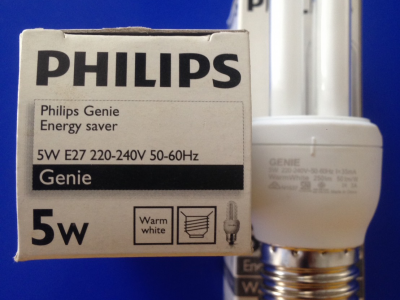 PHILIPS
Philips Genie
Energy saver
5W E27 220-240V 50-60Hz
Genie
5W
Warm
white
GENIE